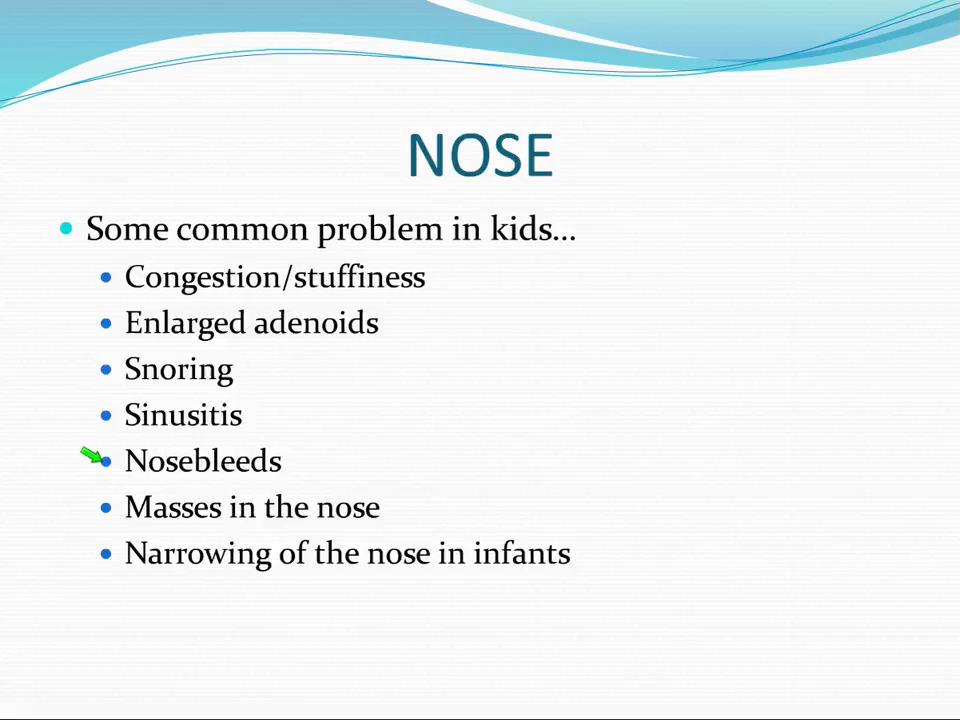 NOSE
Some common problem in kids...
Congestion/stuffiness
Enlarged adenoids
Snoring
Sinusitis
Nosebleeds
Masses in the nose
Narrowing of the nose in infants